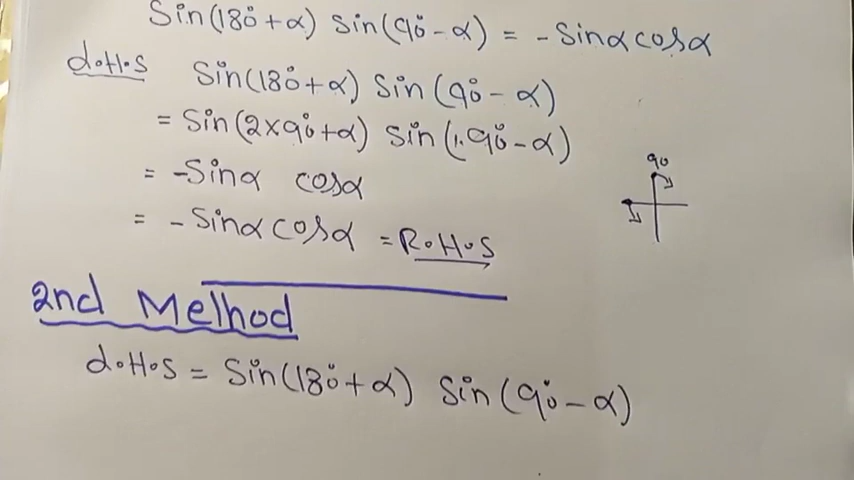 Sin(180°+α) Sin(90°-α) = -Sinα cosα
d.H.S Sin(180°+α) Sin(90°-α)
= Sin(2×90°+α) Sin(1.90°-α)
= -Sinα cosα
= -Sinα cosα = R.H.S
90
2nd Method
d.H.S = Sin(180°+α) Sin(90°-α)